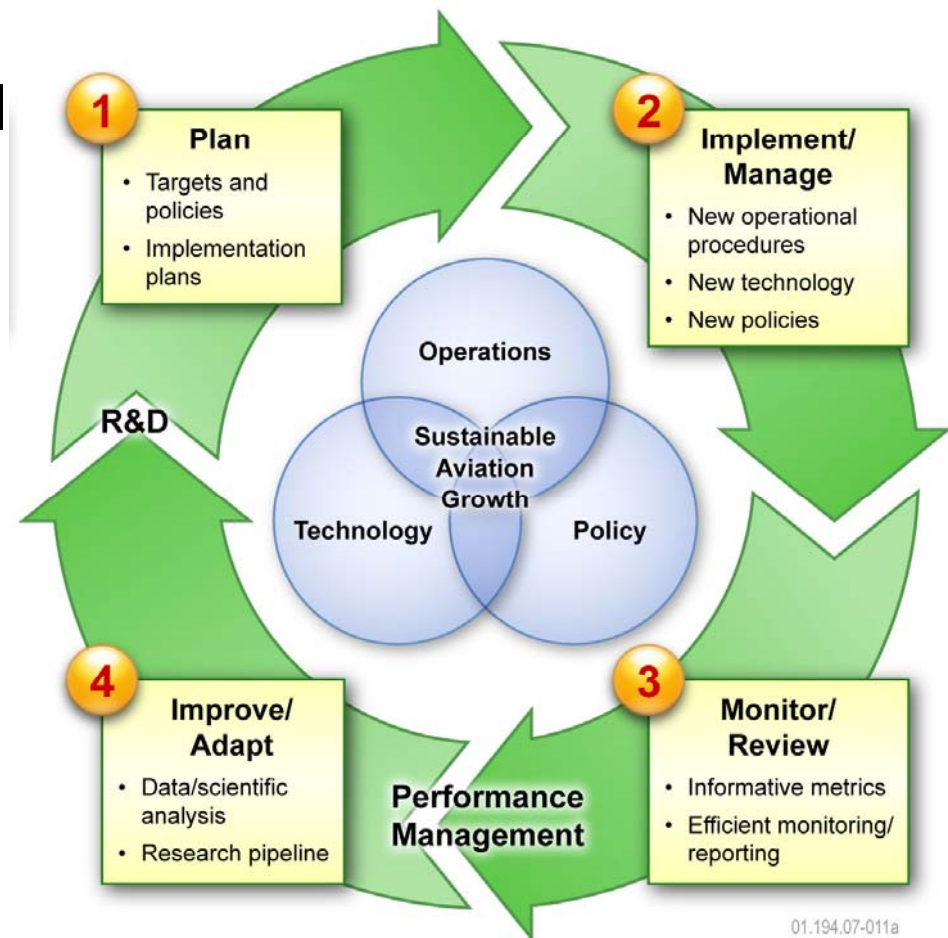 1
Plan
• Targets and
policies
• Implementation
plans
2
Implement/
Manage
• New operational
procedures
• New technology
• New policies
Operations
Sustainable
Aviation
Growth
Technology
Policy
R&D
3
Monitor/
Review
• Informative metrics
• Efficient monitoring/
reporting
Performance
Management
4
Improve/
Adapt
• Data/scientific
analysis
• Research pipeline
01.194.07-011a